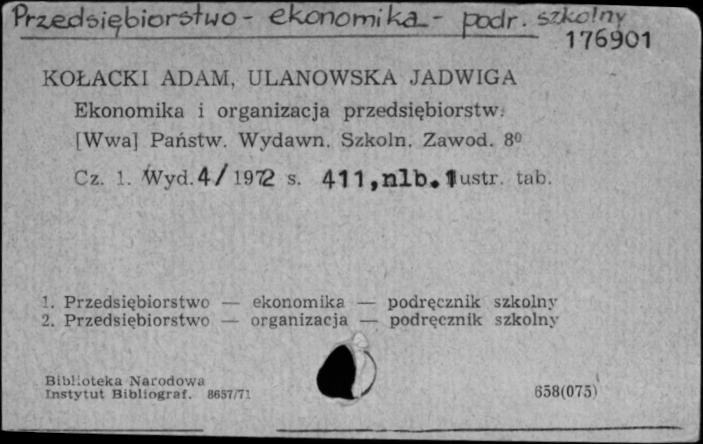 Przedsiębiorstwo - ekonomika - podr. szkolny
176901
KOŁACKI ADAM, ULANOWSKA JADWIGA
Ekonomika i organizacja przedsiębiorstw.
[Wwa] Państw. Wydawn. Szkoln. Zawod. 8⁰
Cz. 1. Wyd. 4/ 1972 s. 411, nlb. 1 ustr. tab.
1. Przedsiębiorstwo — ekonomika — podręcznik szkolny
2. Przedsiębiorstwo — organizacja — podręcznik szkolny
Biblioteka Narodowa
Instytut Bibliograf. 8657/71
658(075)